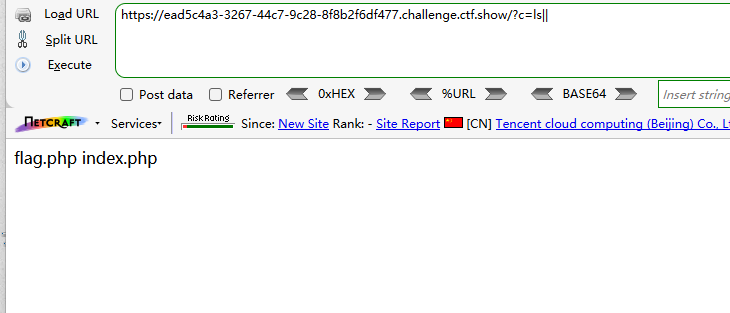 Load URL
https://ead5c4a3-3267-44c7-9c28-8f8b2f6df477.challenge.ctf.show/?c=ls||
Split URL
Execute
Post data Referrer 0xHEX %URL BASE64 Insert string
NETCRAFT Services Risk Rating Since: New Site Rank: - Site Report [CN] Tencent cloud computing (Beijing) Co., Lt
flag.php index.php